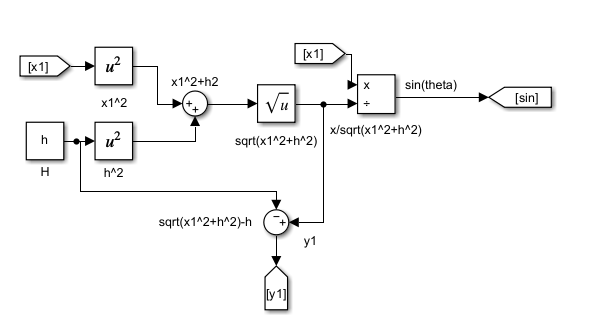 [x1]
u²
x1^2
x1^2+h2
+
+
√u
sqrt(x1^2+h^2)
[x1]
x
÷
x/sqrt(x1^2+h^2)
sin(theta)
[sin]
h
H
u²
h^2
sqrt(x1^2+h^2)-h
−
+
y1
[y1]